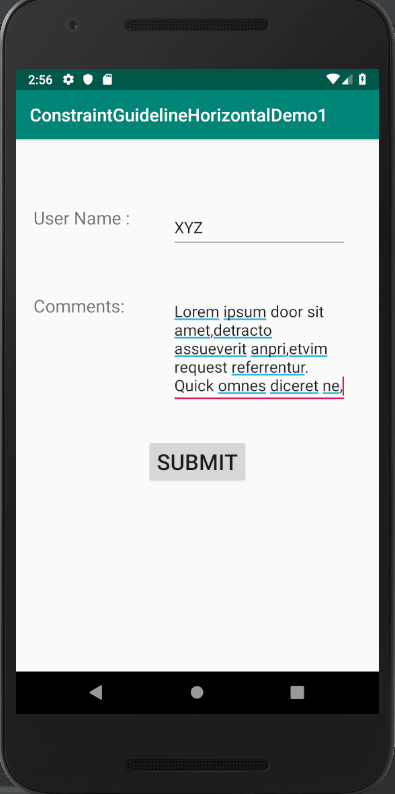 2:56
ConstraintGuidelineHorizontalDemo1
User Name :
XYZ
Comments:
Lorem ipsum door sit
amet,detracto
assueverit anpri,etvim
request referrentur.
Quick omnes diceret ne,
SUBMIT